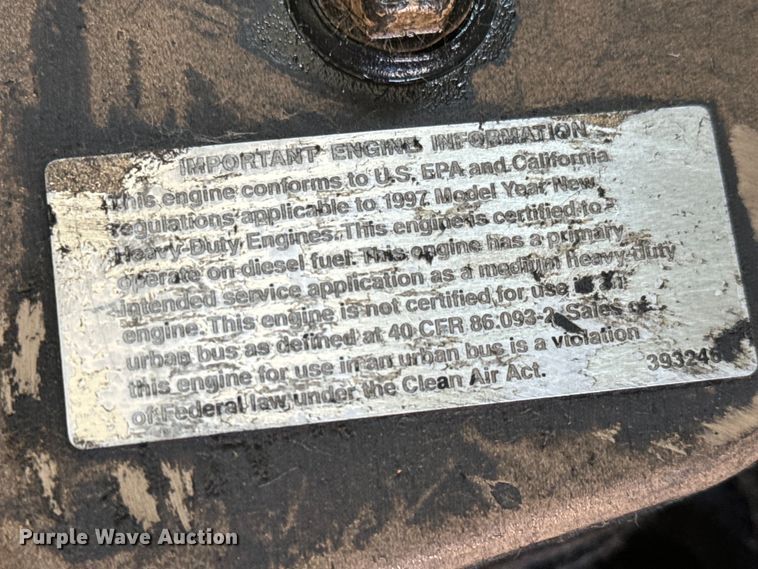 IMPORTANT ENGINE INFORMATION
This engine conforms to U.S. EPA and California
regulations applicable to 1997 Model Year New
Heavy-Duty Engines. This engine is certified to
operate on diesel fuel. This engine has a primary
intended service application as a medium heavy-duty
engine. This engine is not certified for use
urban bus as defined at 40 CFR 86.093-2. Sales of
this engine for use in an urban bus is a violation
of Federal law under the Clean Air Act.
Purple Wave Auction